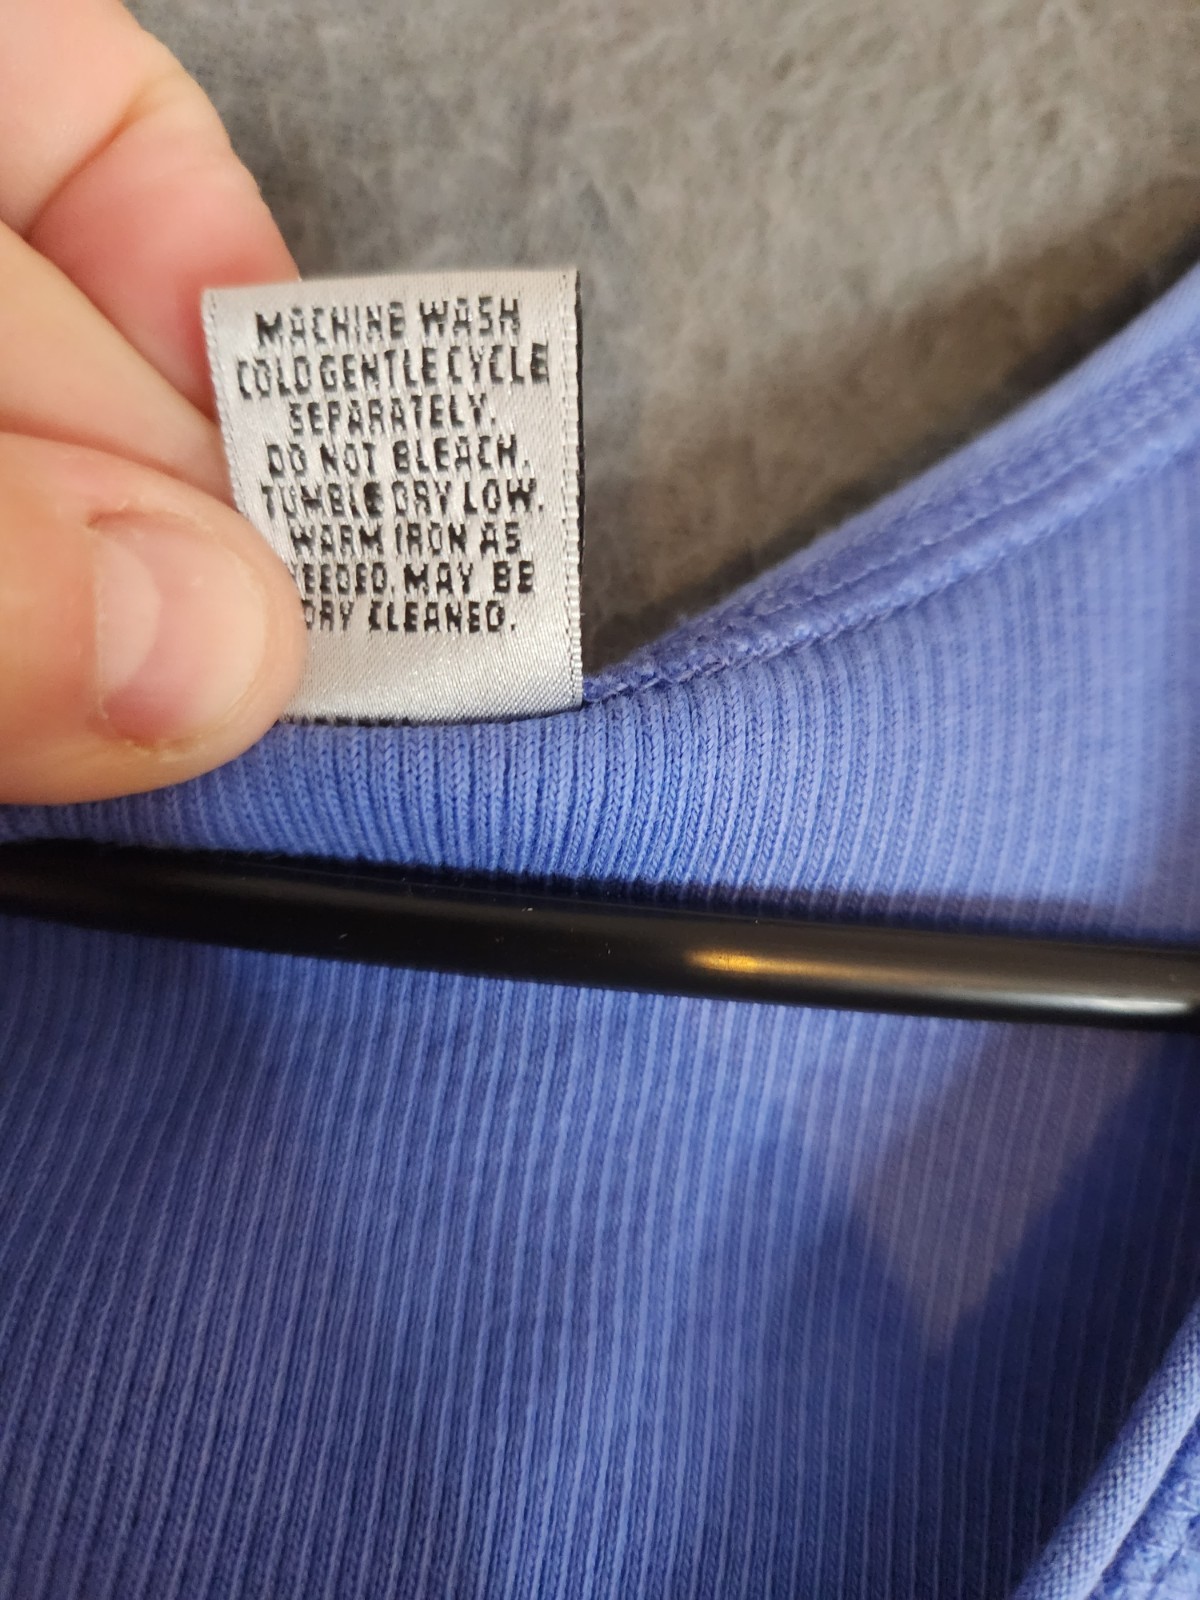 MACHINE WASH
COLD GENTLE CYCLE
SEPARATELY.
DO NOT BLEACH.
TUMBLE DRY LOW.
WARM IRON AS
NEEDED. MAY BE
DRY CLEANED.